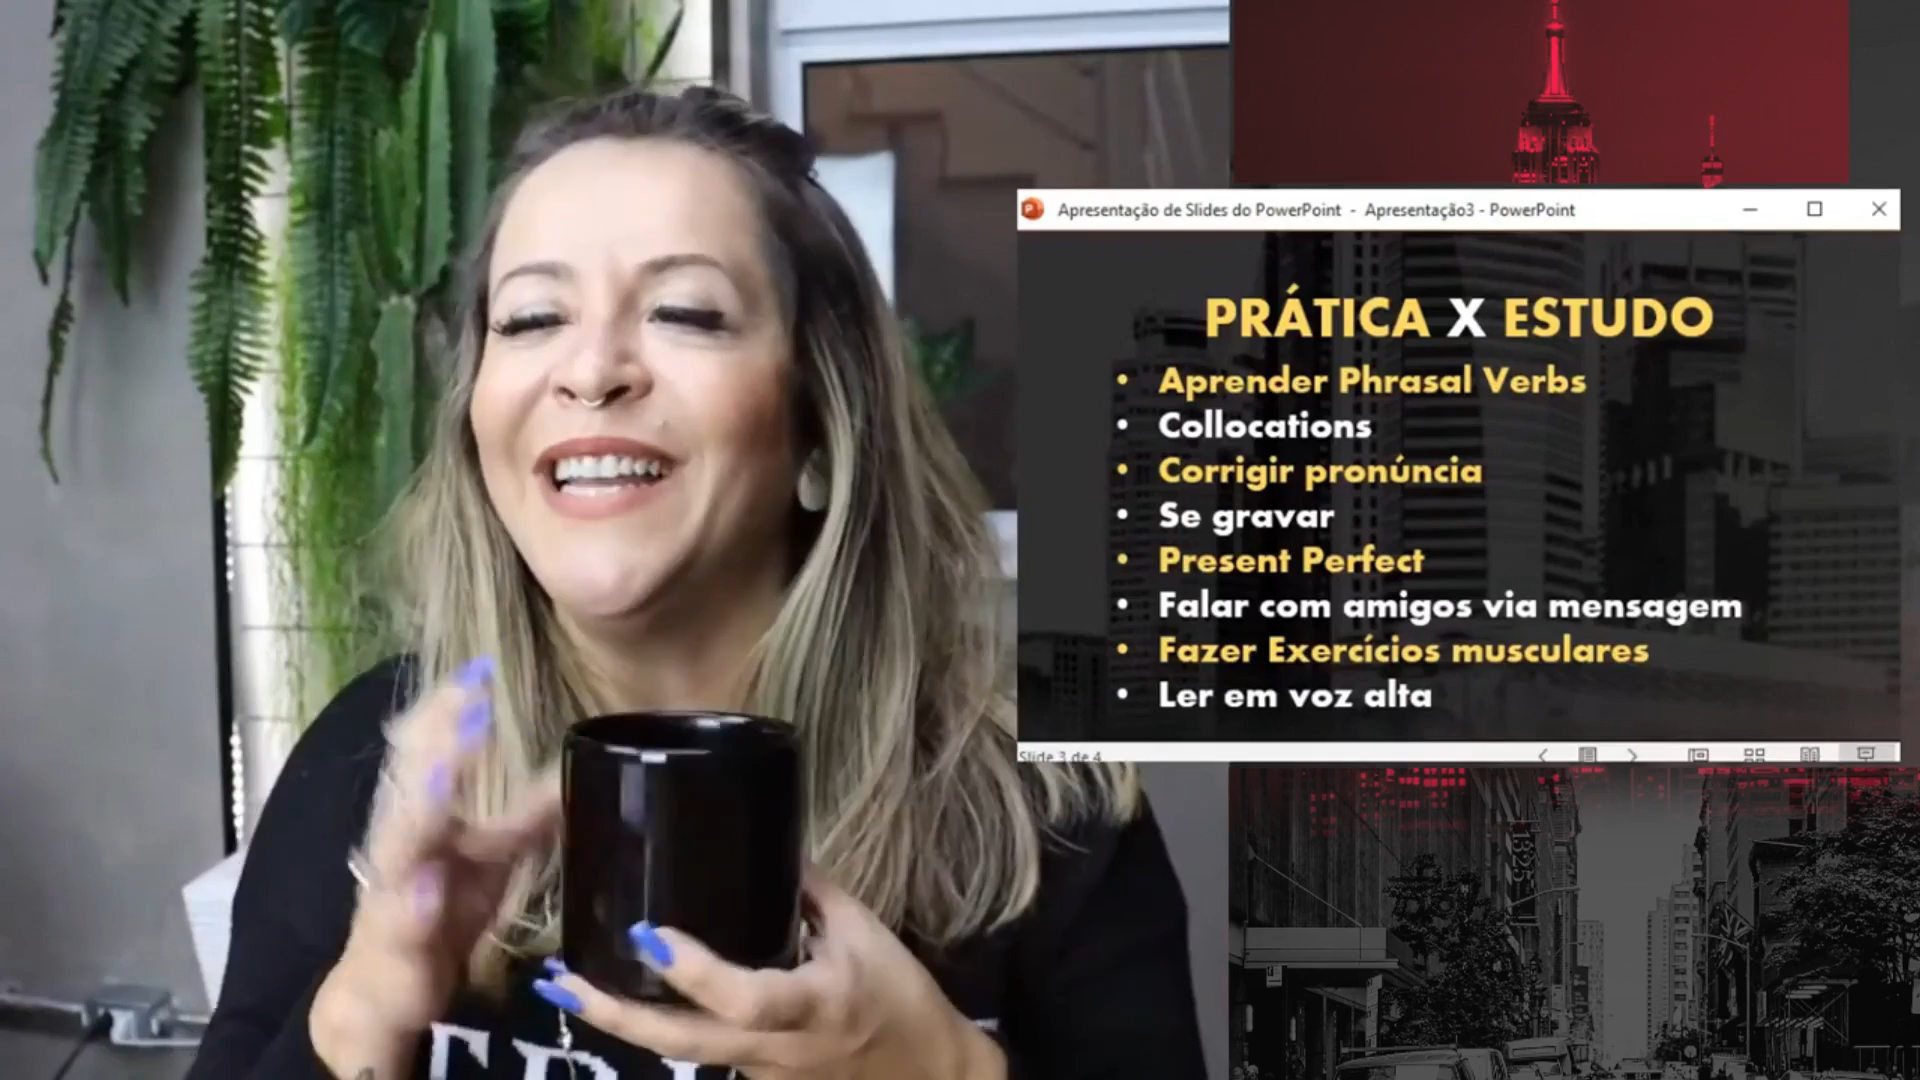 Apresentação de Slides do PowerPoint - Apresentação3 - PowerPoint
PRÁTICA X ESTUDO
• Aprender Phrasal Verbs
• Collocations
• Corrigir pronúncia
• Se gravar
• Present Perfect
• Falar com amigos via mensagem
• Fazer Exercícios musculares
• Ler em voz alta
Slide 3 de 4
1325